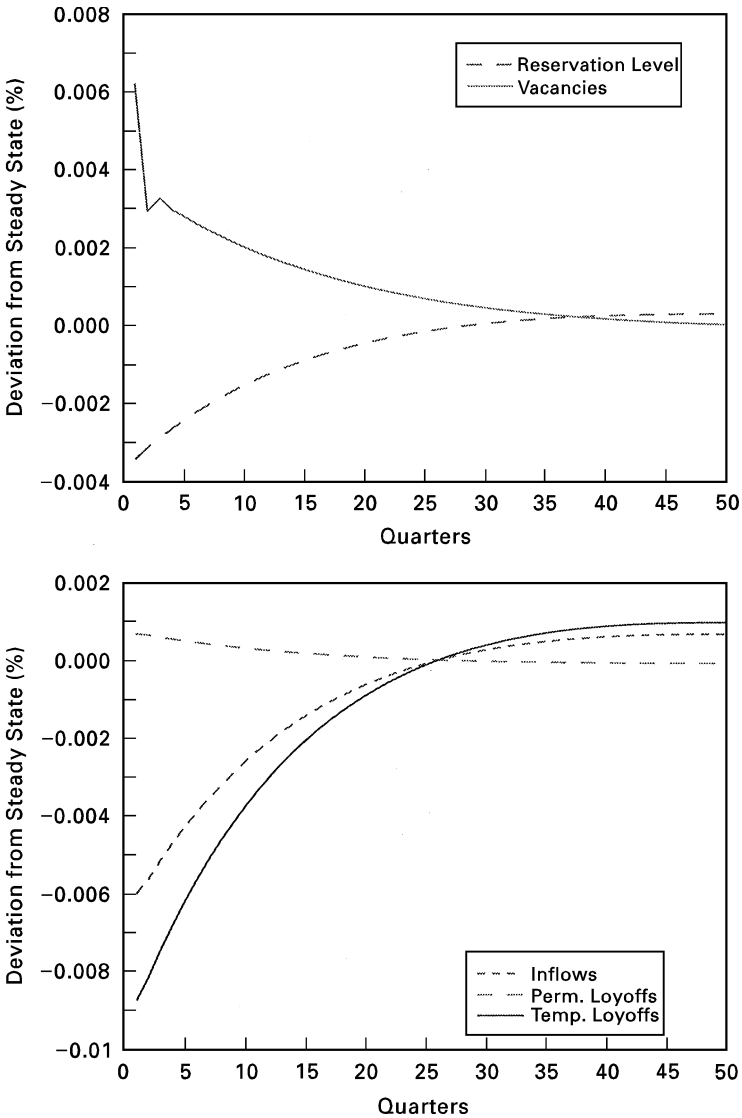 0.008
0.006
0.004
0.002
0.000
−0.002
−0.004
Deviation from Steady State (%)
Reservation Level
Vacancies
0 5 10 15 20 25 30 35 40 45 50
Quarters
0.002
0.000
−0.002
−0.004
−0.006
−0.008
−0.01
Deviation from Steady State (%)
Inflows
Perm. Loyoffs
Temp. Loyoffs
0 5 10 15 20 25 30 35 40 45 50
Quarters